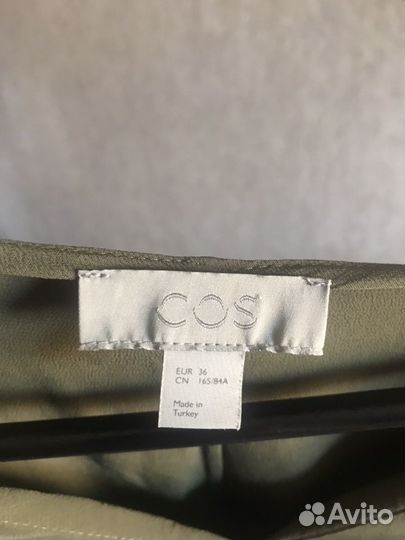 COS
EUR 36
CN 165/84A
Made in
Turkey
Avito